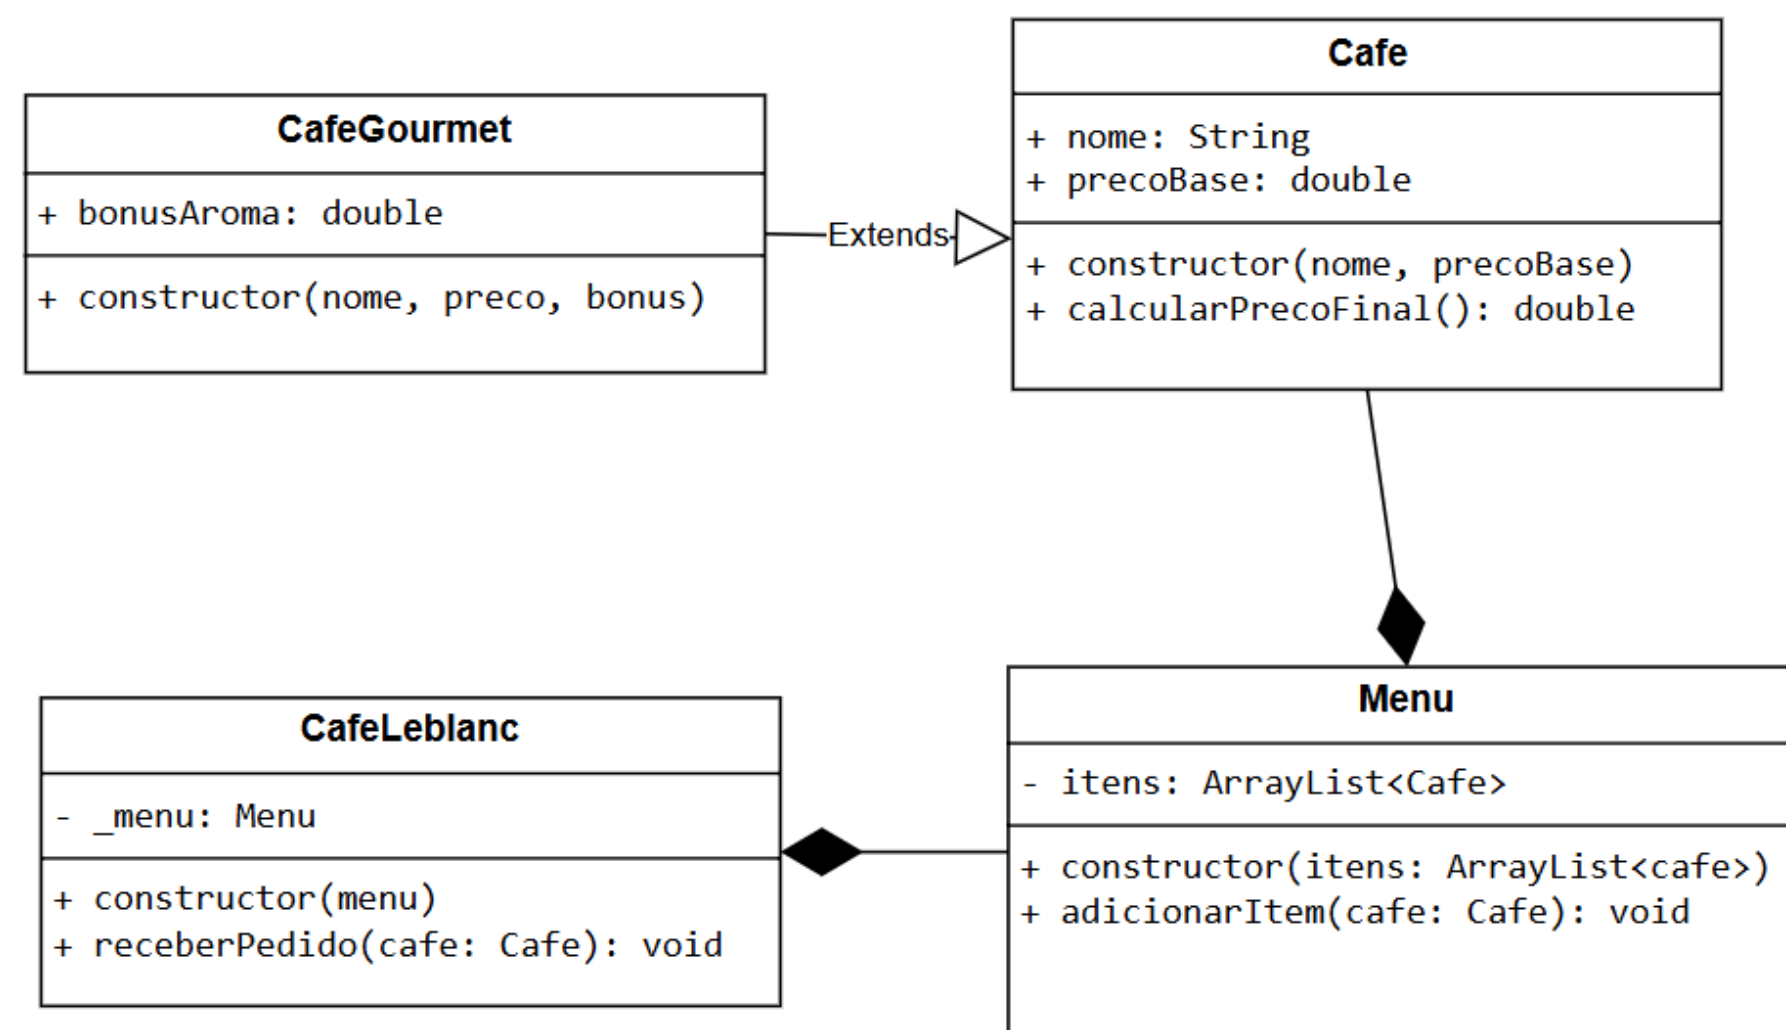 CafeGourmet
+ bonusAroma: double
+ constructor(nome, preco, bonus)
Extends
Cafe
+ nome: String
+ precoBase: double
+ constructor(nome, precoBase)
+ calcularPrecoFinal(): double
CafeLeblanc
- _menu: Menu
+ constructor(menu)
+ receberPedido(cafe: Cafe): void
Menu
- itens: ArrayList<Cafe>
+ constructor(itens: ArrayList<cafe>)
+ adicionarItem(cafe: Cafe): void